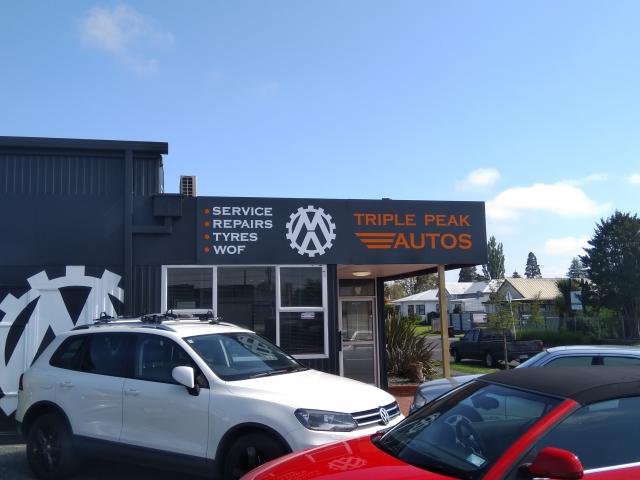 SERVICE
REPAIRS
TYRES
WOF
TRIPLE PEAK
AUTOS